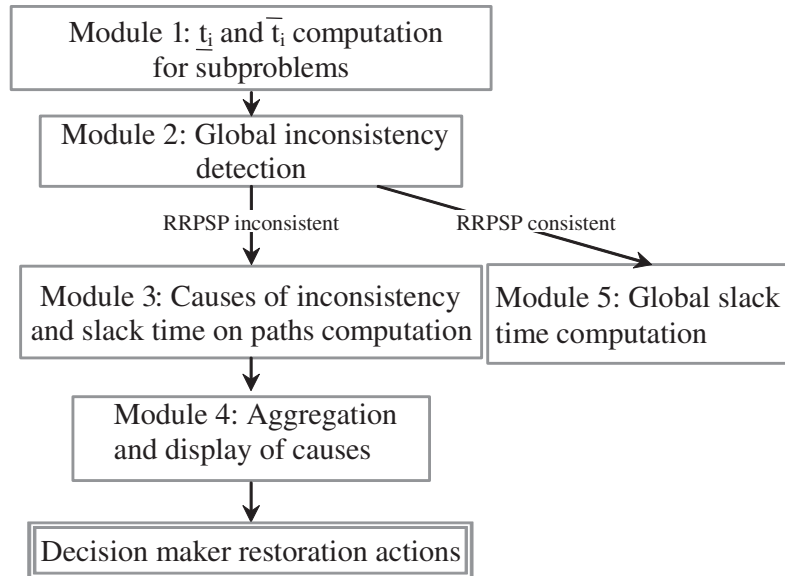 Module 1: t̲ᵢ and t̅ᵢ computation
for subproblems
Module 2: Global inconsistency
detection
RRPSP inconsistent
RRPSP consistent
Module 3: Causes of inconsistency
and slack time on paths computation
Module 5: Global slack
time computation
Module 4: Aggregation
and display of causes
Decision maker restoration actions